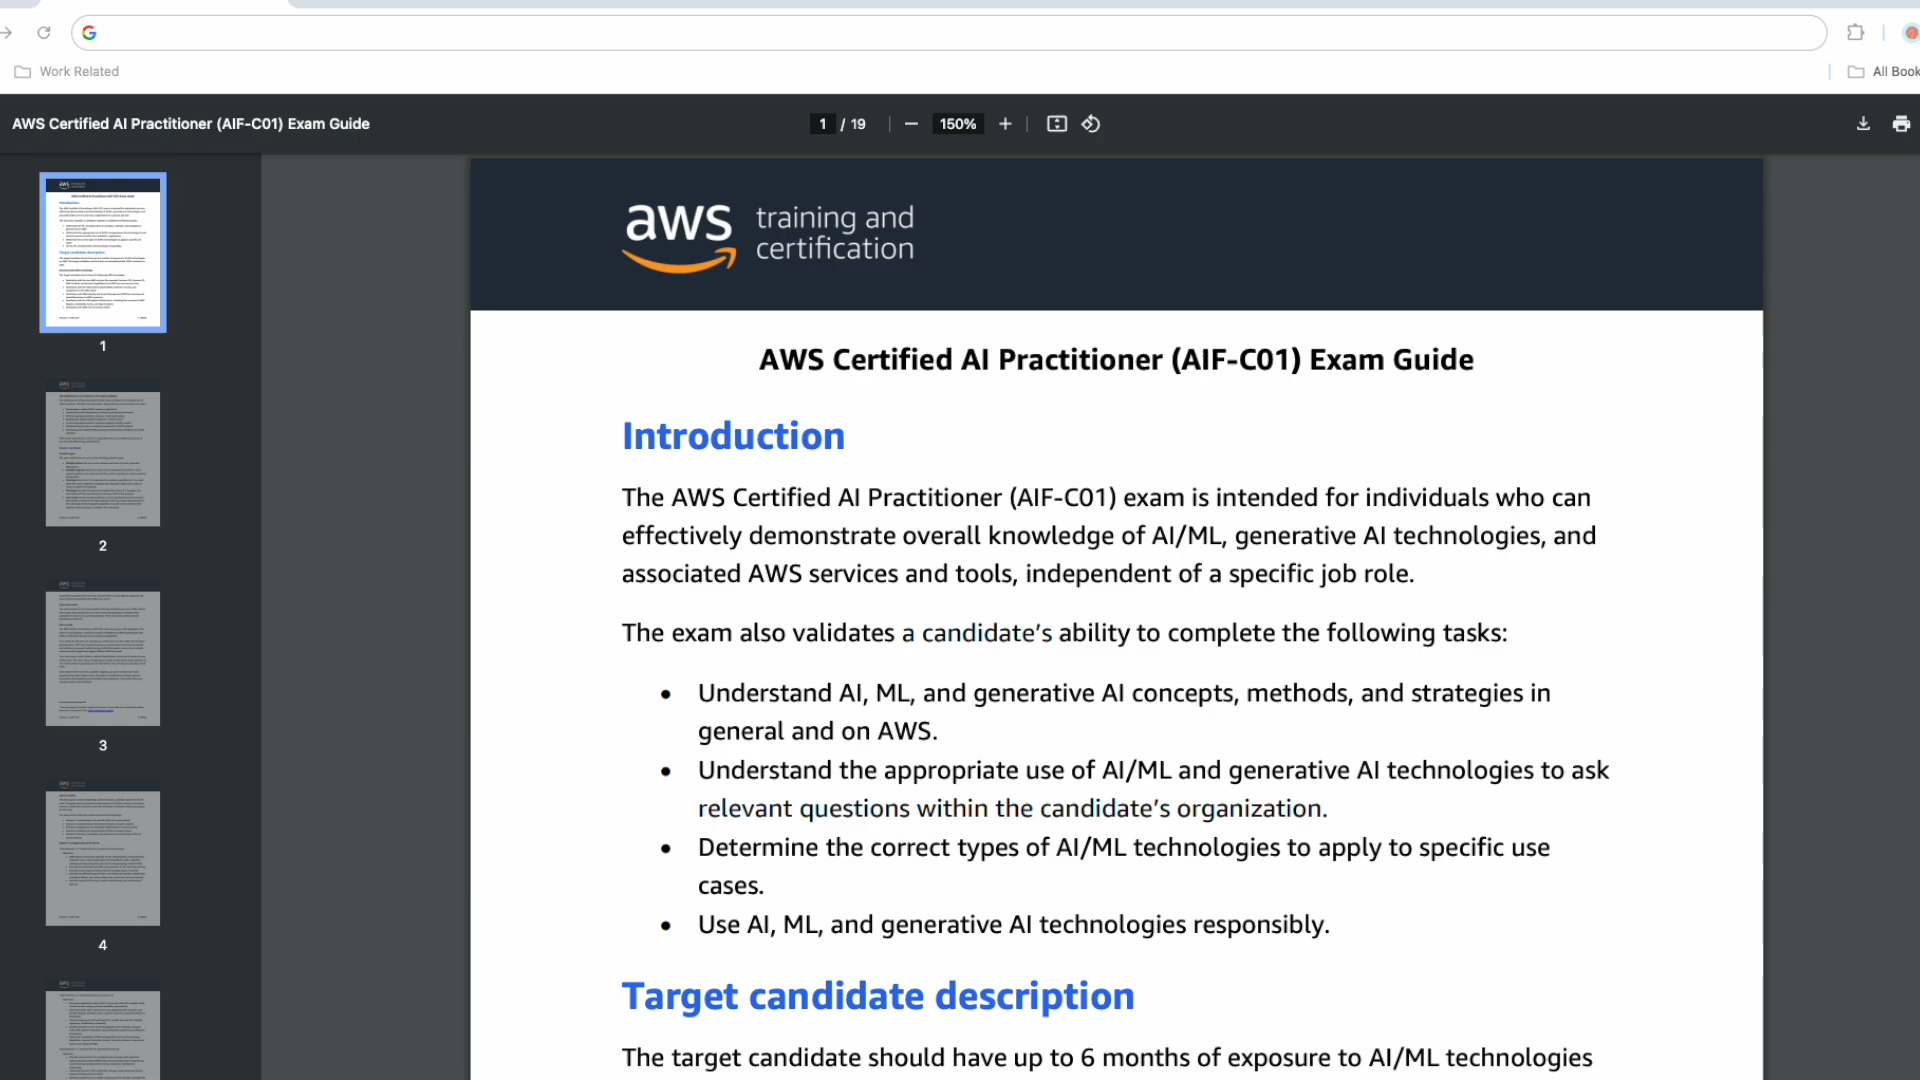 Work Related
All Book
AWS Certified AI Practitioner (AIF-C01) Exam Guide
1 / 19
150%
aws training and
certification
AWS Certified AI Practitioner (AIF-C01) Exam Guide
Introduction
The AWS Certified AI Practitioner (AIF-C01) exam is intended for individuals who can
effectively demonstrate overall knowledge of AI/ML, generative AI technologies, and
associated AWS services and tools, independent of a specific job role.
The exam also validates a candidate’s ability to complete the following tasks:
• Understand AI, ML, and generative AI concepts, methods, and strategies in
general and on AWS.
• Understand the appropriate use of AI/ML and generative AI technologies to ask
relevant questions within the candidate’s organization.
• Determine the correct types of AI/ML technologies to apply to specific use
cases.
• Use AI, ML, and generative AI technologies responsibly.
Target candidate description
The target candidate should have up to 6 months of exposure to AI/ML technologies
1
2
3
4